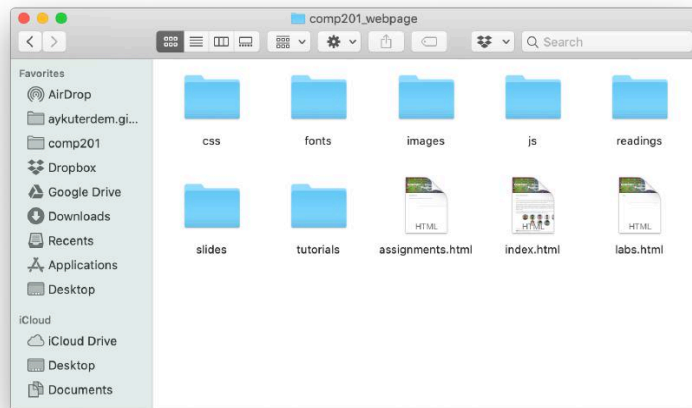 comp201_webpage
Search
Favorites
AirDrop
aykuterdem.gi...
comp201
Dropbox
Google Drive
Downloads
Recents
Applications
Desktop
iCloud
iCloud Drive
Desktop
Documents
css
fonts
images
js
readings
slides
tutorials
HTML
assignments.html
HTML
index.html
HTML
labs.html